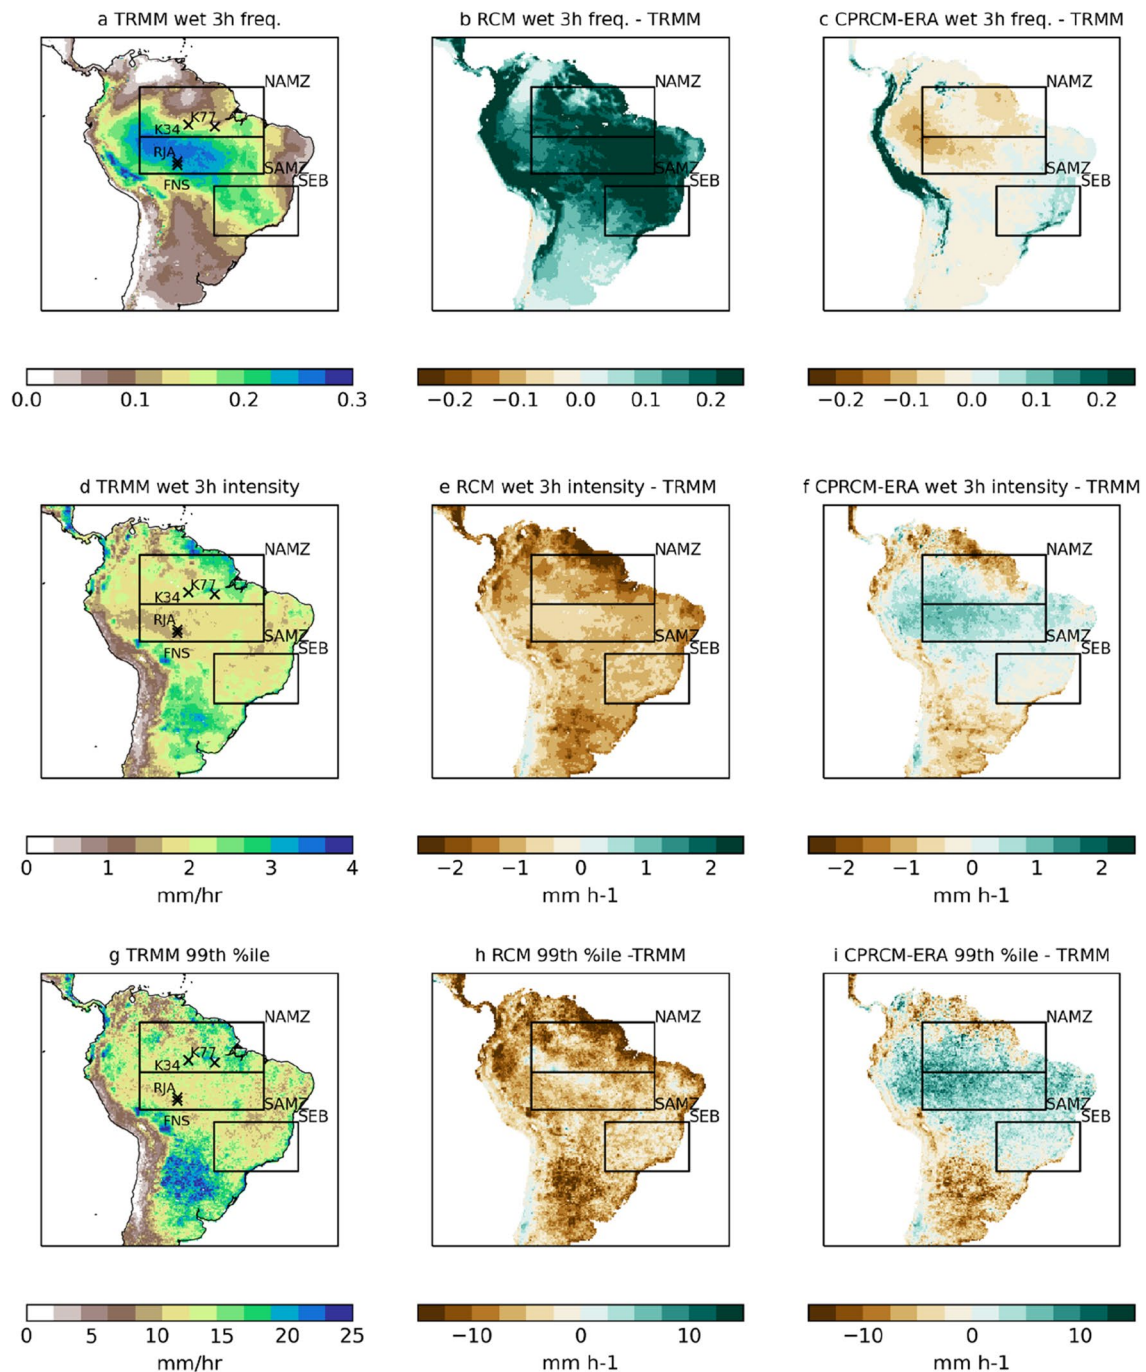 a TRMM wet 3h freq.
b RCM wet 3h freq. - TRMM
c CPRCM-ERA wet 3h freq. - TRMM
NAMZ
K77
K34
RJA
SAMZ
FNS
SEB
NAMZ
SAMZ
SEB
NAMZ
SAMZ
SEB
0.0 0.1 0.2 0.3
−0.2 −0.1 0.0 0.1 0.2
−0.2 −0.1 0.0 0.1 0.2
d TRMM wet 3h intensity
e RCM wet 3h intensity - TRMM
f CPRCM-ERA wet 3h intensity - TRMM
NAMZ
K77
K34
RJA
SAMZ
FNS
SEB
NAMZ
SAMZ
SEB
NAMZ
SAMZ
SEB
0 1 2 3 4
mm/hr
−2 −1 0 1 2
mm h-1
−2 −1 0 1 2
mm h-1
g TRMM 99th %ile
h RCM 99th %ile -TRMM
i CPRCM-ERA 99th %ile - TRMM
NAMZ
K77
K34
RJA
SAMZ
FNS
SEB
NAMZ
SAMZ
SEB
NAMZ
SAMZ
SEB
0 5 10 15 20 25
mm/hr
−10 0 10
mm h-1
−10 0 10
mm h-1